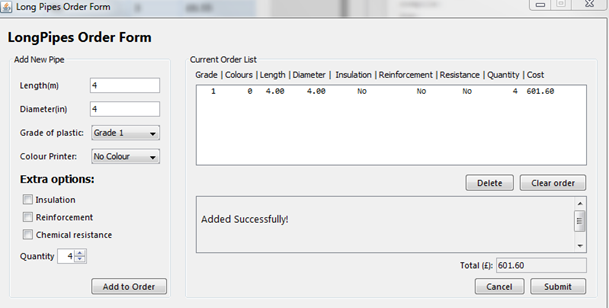 Long Pipes Order Form
LongPipes Order Form
Add New Pipe
Length(m) 4
Diameter(in) 4
Grade of plastic: Grade 1
Colour Printer: No Colour
Extra options:
Insulation
Reinforcement
Chemical resistance
Quantity 4
Add to Order
Current Order List
Grade | Colours | Length | Diameter | Insulation | Reinforcement | Resistance | Quantity | Cost
1 0 4.00 4.00 No No No 4 601.60
Delete Clear order
Added Successfully!
Total (£): 601.60
Cancel Submit